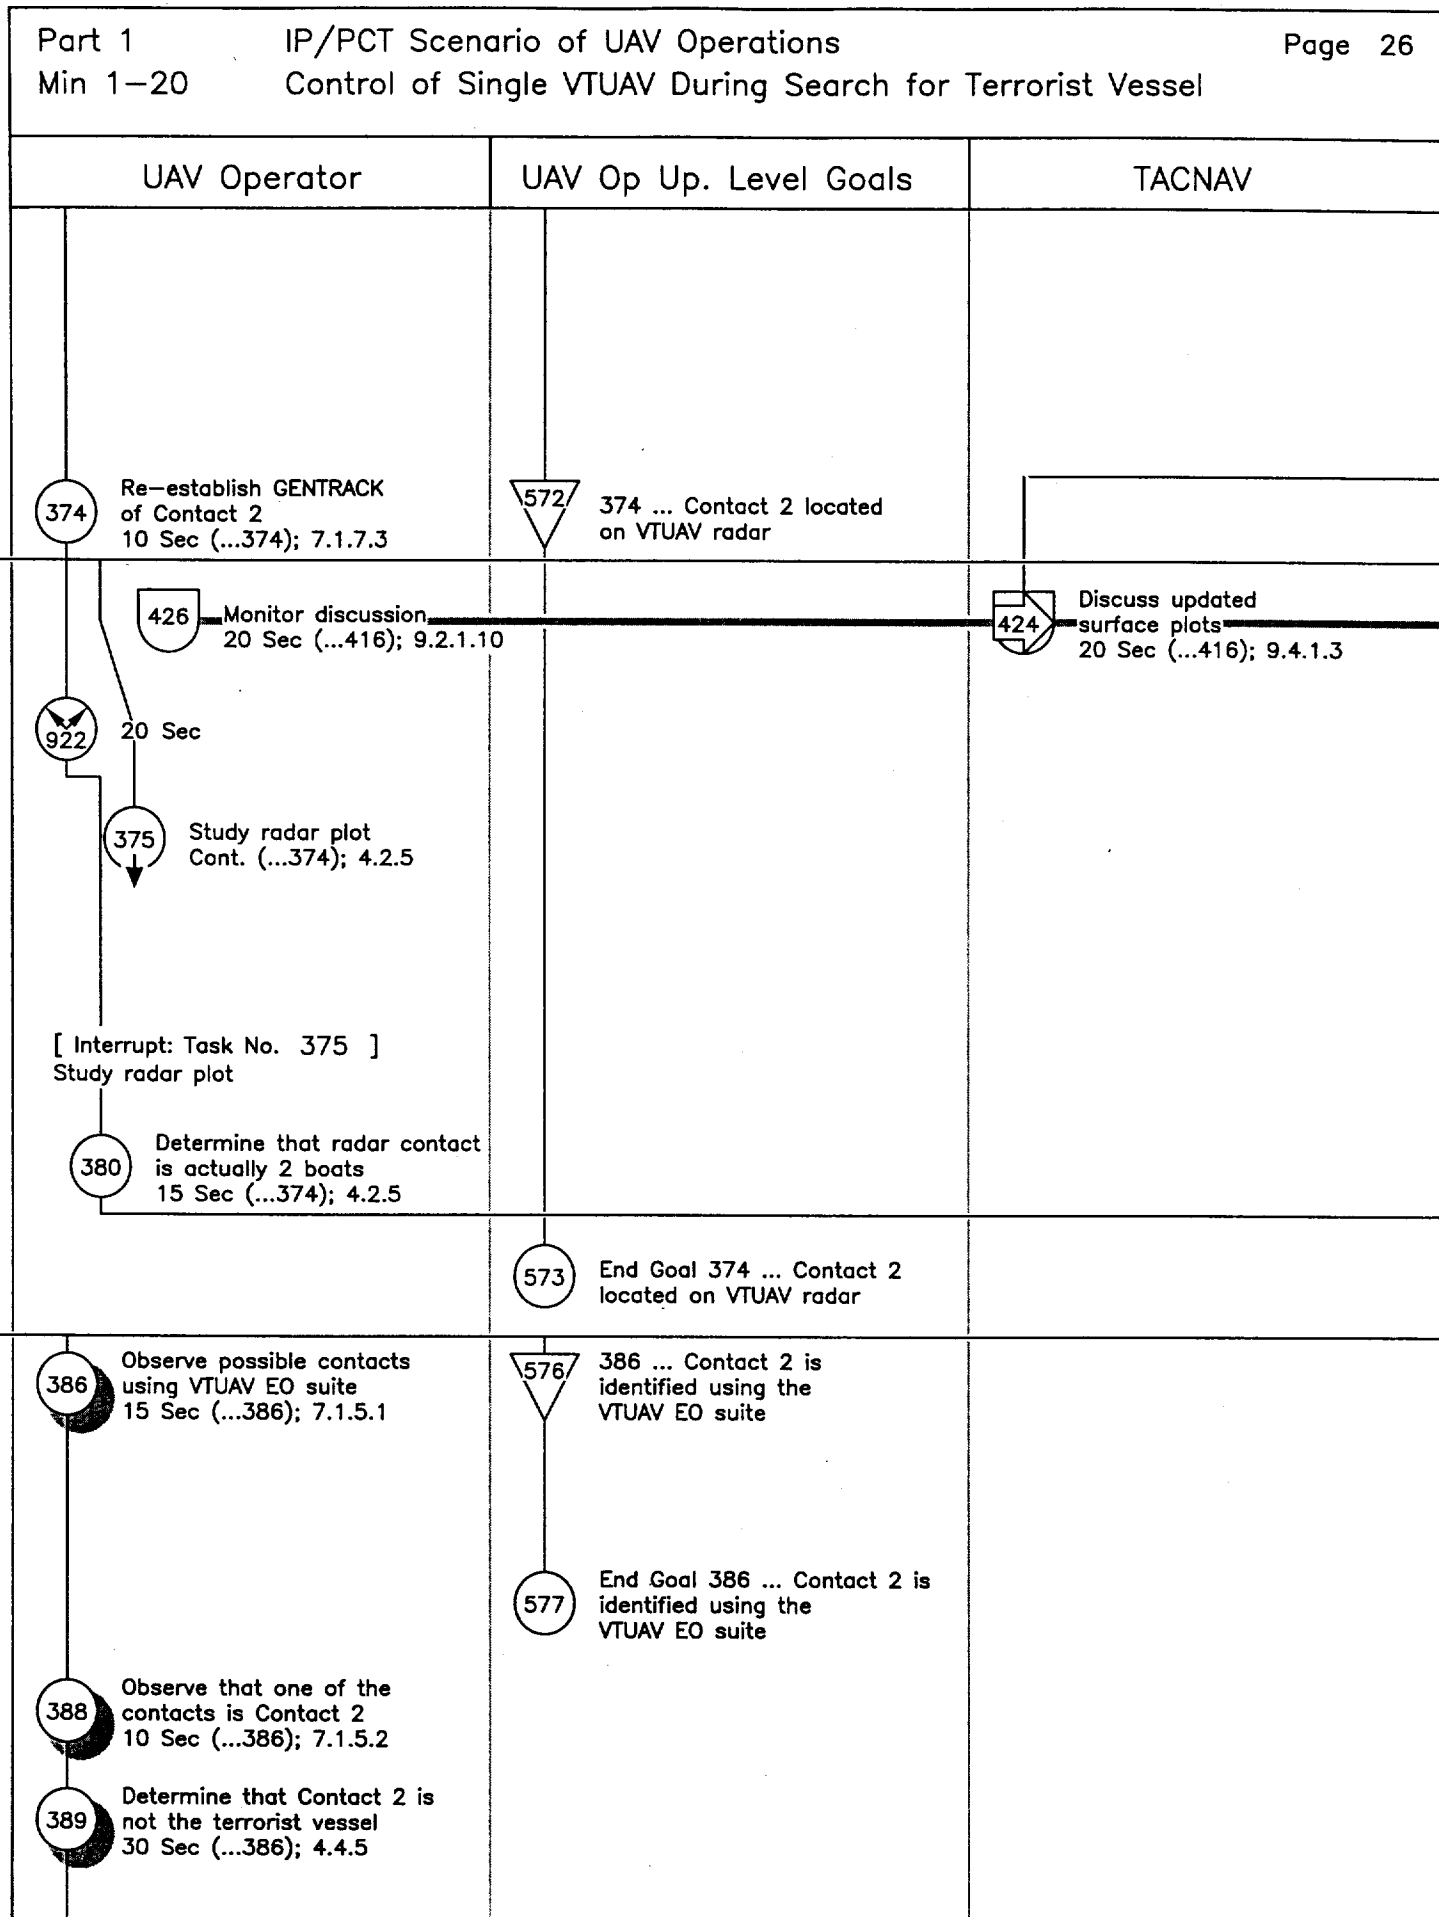 Part 1 IP/PCT Scenario of UAV Operations Page 26
Min 1-20 Control of Single VTUAV During Search for Terrorist Vessel
UAV Operator UAV Op Up. Level Goals TACNAV
374
Re-establish GENTRACK
of Contact 2
10 Sec (...374); 7.1.7.3
572
374 ... Contact 2 located
on VTUAV radar
426
Monitor discussion
20 Sec (...416); 9.2.1.10
424
Discuss updated
surface plots
20 Sec (...416); 9.4.1.3
922
20 Sec
375
Study radar plot
Cont. (...374); 4.2.5
[ Interrupt: Task No. 375 ]
Study radar plot
380
Determine that radar contact
is actually 2 boats
15 Sec (...374); 4.2.5
573
End Goal 374 ... Contact 2
located on VTUAV radar
386
Observe possible contacts
using VTUAV EO suite
15 Sec (...386); 7.1.5.1
576
386 ... Contact 2 is
identified using the
VTUAV EO suite
577
End Goal 386 ... Contact 2 is
identified using the
VTUAV EO suite
388
Observe that one of the
contacts is Contact 2
10 Sec (...386); 7.1.5.2
389
Determine that Contact 2 is
not the terrorist vessel
30 Sec (...386); 4.4.5